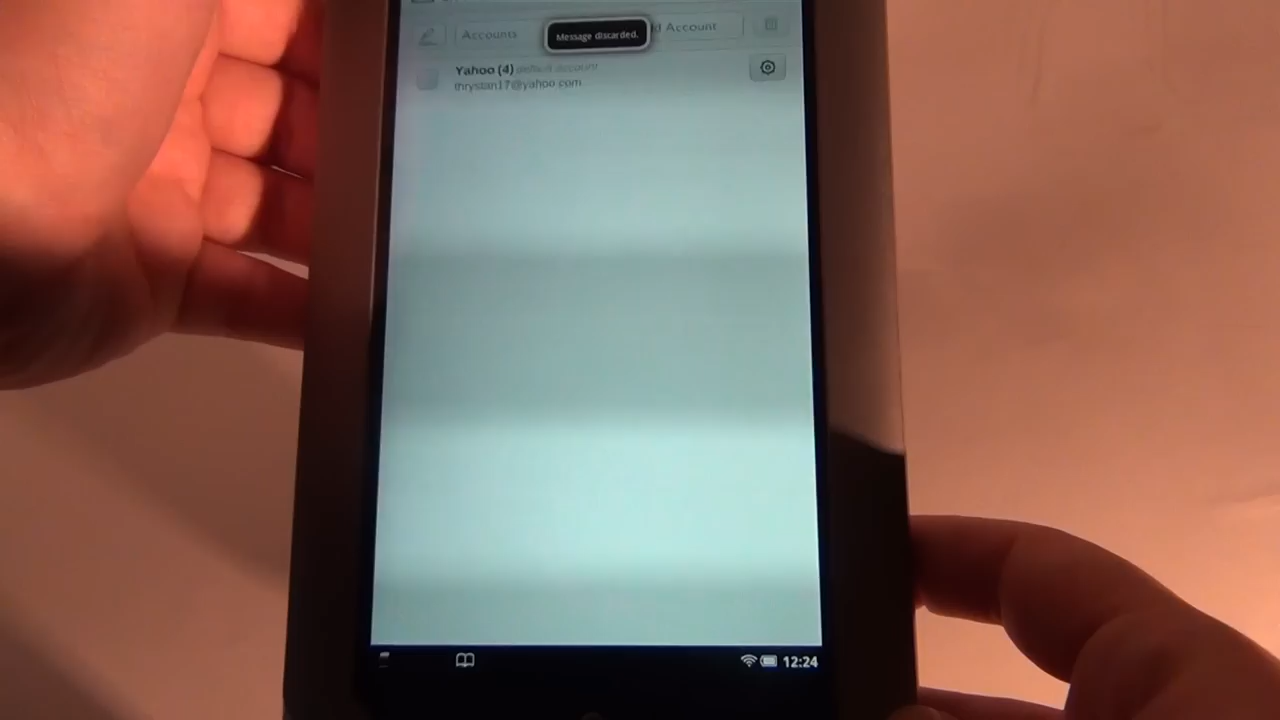 Accounts
Message discarded.
d Account
Yahoo (4) default account
thrystan17@yahoo.com
12:24